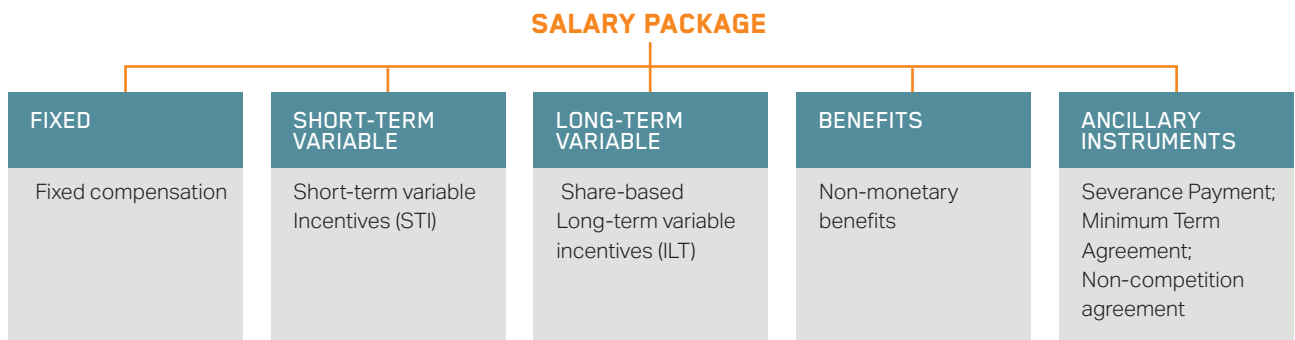 SALARY PACKAGE
FIXED
Fixed compensation
SHORT-TERM
VARIABLE
Short-term variable
Incentives (STI)
LONG-TERM
VARIABLE
Share-based
Long-term variable
incentives (ILT)
BENEFITS
Non-monetary
benefits
ANCILLARY
INSTRUMENTS
Severance Payment;
Minimum Term
Agreement;
Non-competition
agreement